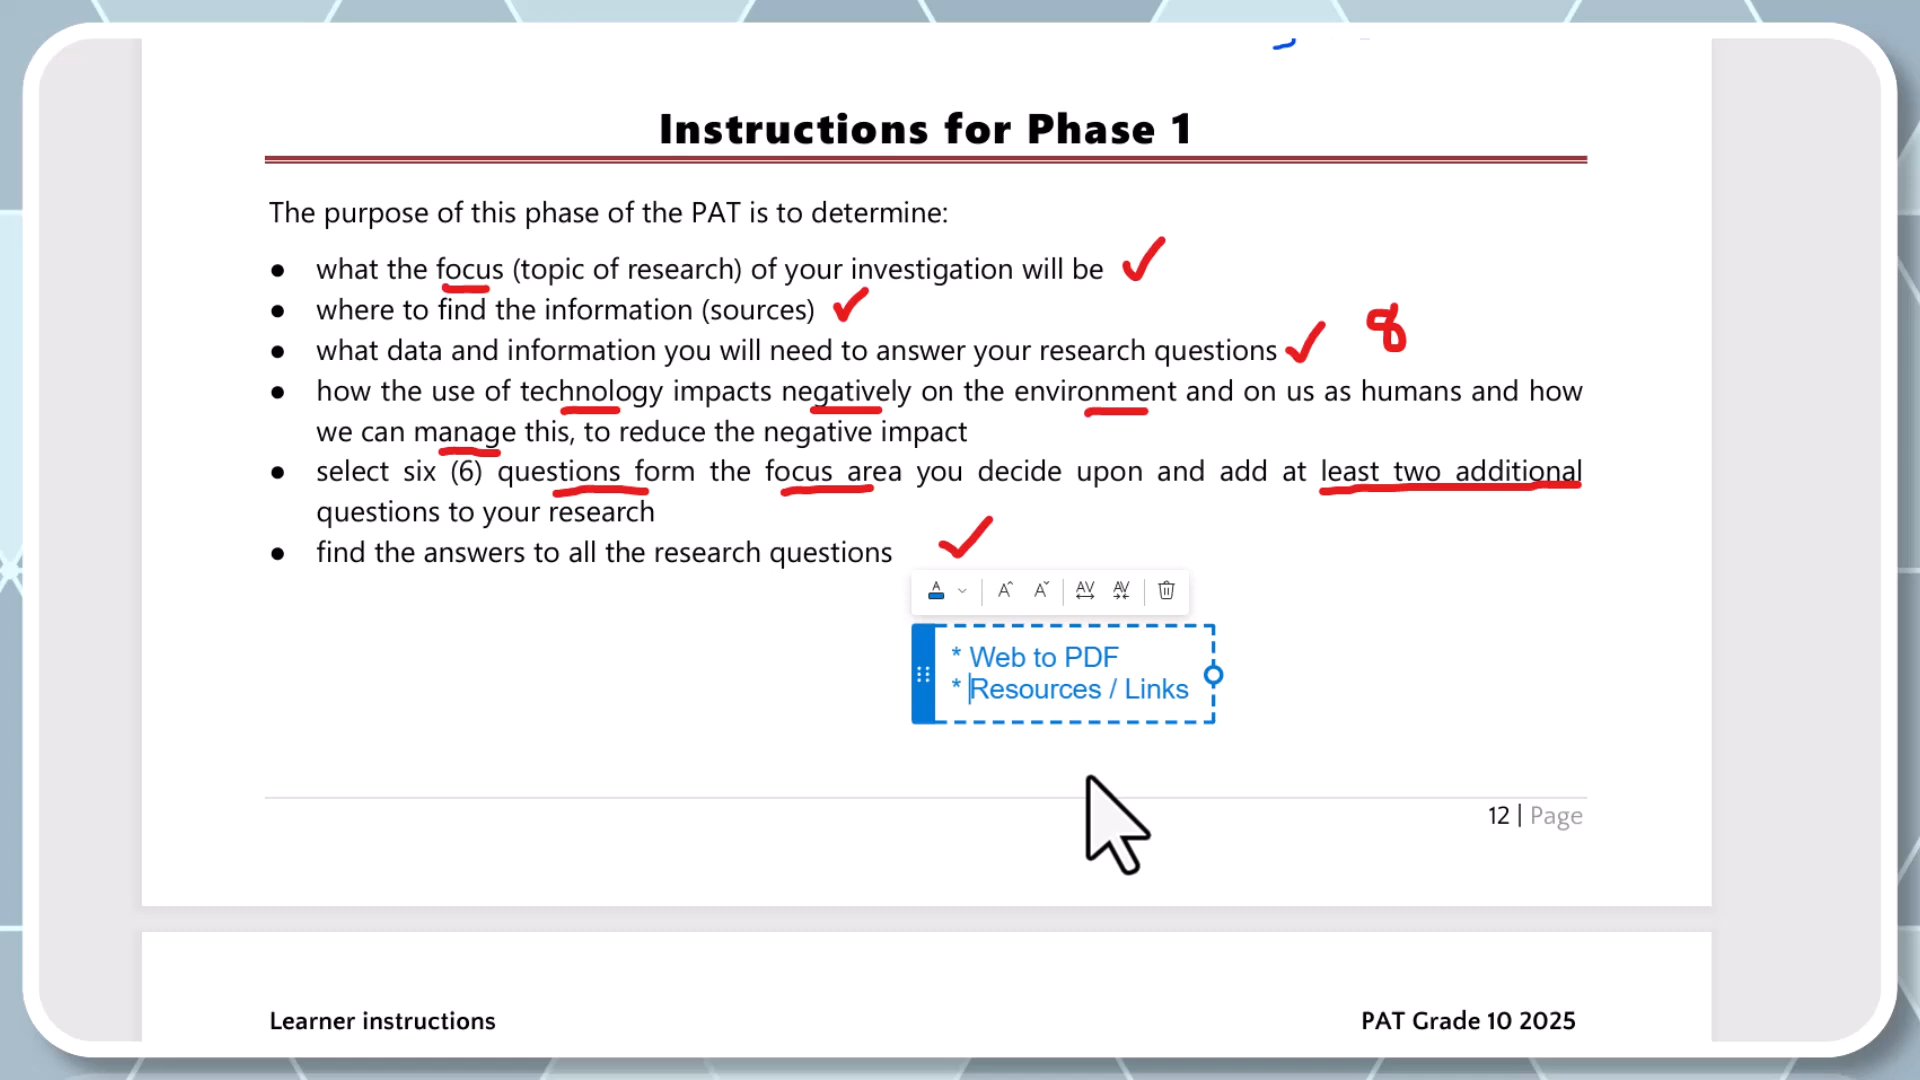 Instructions for Phase 1
The purpose of this phase of the PAT is to determine:
● what the focus (topic of research) of your investigation will be
● where to find the information (sources)
● what data and information you will need to answer your research questions
8
● how the use of technology impacts negatively on the environment and on us as humans and how
we can manage this, to reduce the negative impact
● select six (6) questions form the focus area you decide upon and add at least two additional
questions to your research
● find the answers to all the research questions
* Web to PDF
* Resources / Links
12 | Page
Learner instructions PAT Grade 10 2025